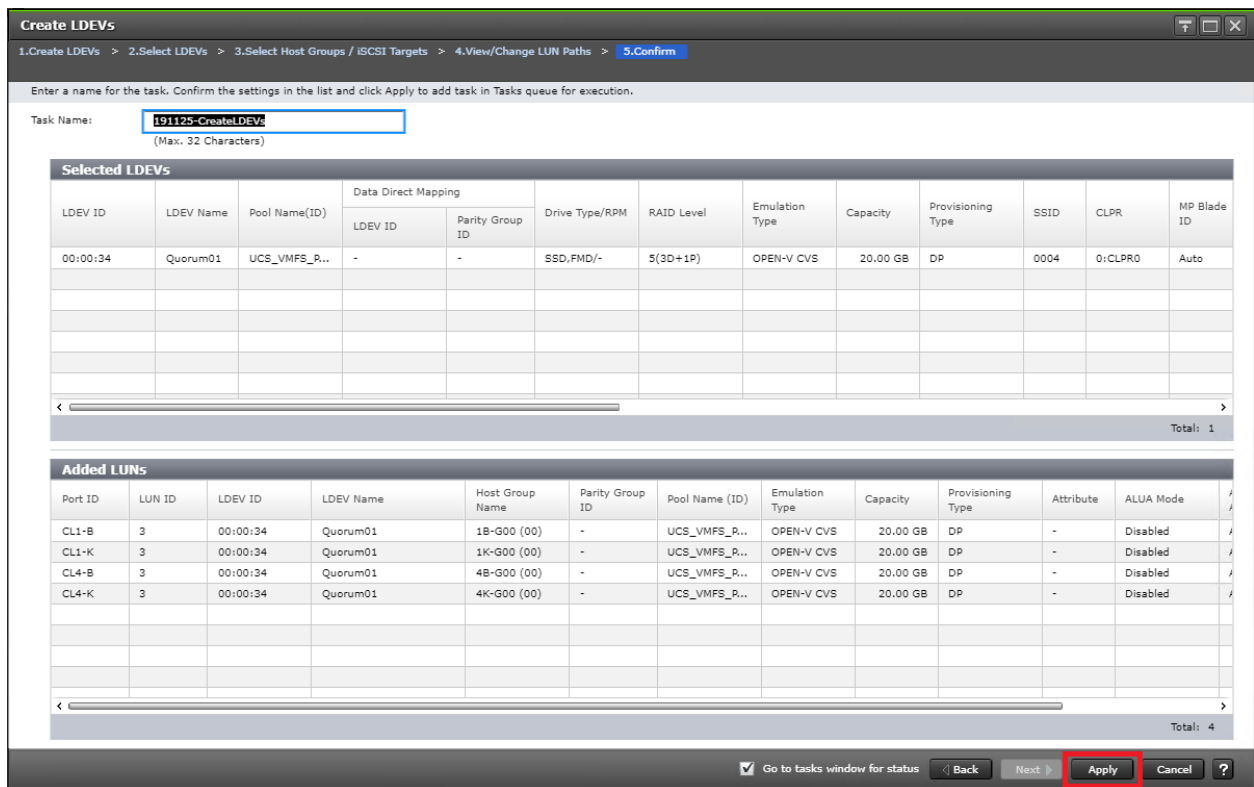 Create LDEVs
1.Create LDEVs > 2.Select LDEVs > 3.Select Host Groups / iSCSI Targets > 4.View/Change LUN Paths > 5.Confirm
Enter a name for the task. Confirm the settings in the list and click Apply to add task in Tasks queue for execution.
Task Name: 191125-CreateLDEVs
(Max. 32 Characters)
Selected LDEVs
LDEV ID LDEV Name Pool Name(ID) Data Direct Mapping LDEV ID Parity Group ID Drive Type/RPM RAID Level Emulation Type Capacity Provisioning Type SSID CLPR MP Blade ID
00:00:34 Quorum01 UCS_VMFS_P... - - SSD,FMD/- 5(3D+1P) OPEN-V CVS 20.00 GB DP 0004 0:CLPR0 Auto
Total: 1
Added LUNs
Port ID LUN ID LDEV ID LDEV Name Host Group Name Parity Group ID Pool Name (ID) Emulation Type Capacity Provisioning Type Attribute ALUA Mode
CL1-B 3 00:00:34 Quorum01 1B-G00 (00) - UCS_VMFS_P... OPEN-V CVS 20.00 GB DP - Disabled
CL1-K 3 00:00:34 Quorum01 1K-G00 (00) - UCS_VMFS_P... OPEN-V CVS 20.00 GB DP - Disabled
CL4-B 3 00:00:34 Quorum01 4B-G00 (00) - UCS_VMFS_P... OPEN-V CVS 20.00 GB DP - Disabled
CL4-K 3 00:00:34 Quorum01 4K-G00 (00) - UCS_VMFS_P... OPEN-V CVS 20.00 GB DP - Disabled
Total: 4
Go to tasks window for status Back Next Apply Cancel ?